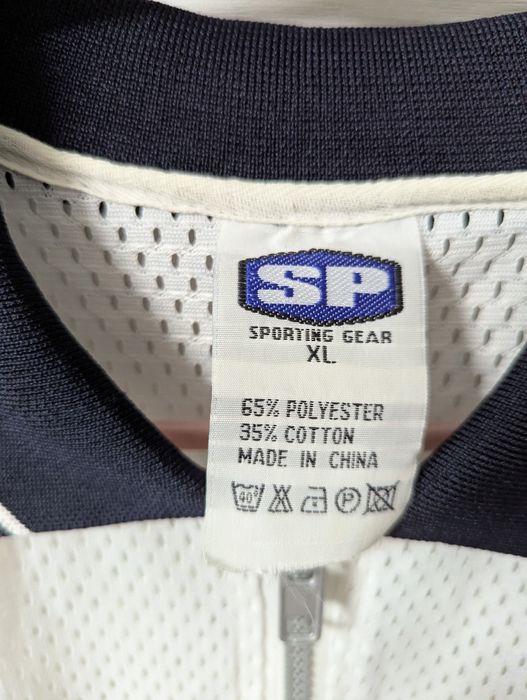 SP
SPORTING GEAR
XL
65% POLYESTER
35% COTTON
MADE IN CHINA
40° P